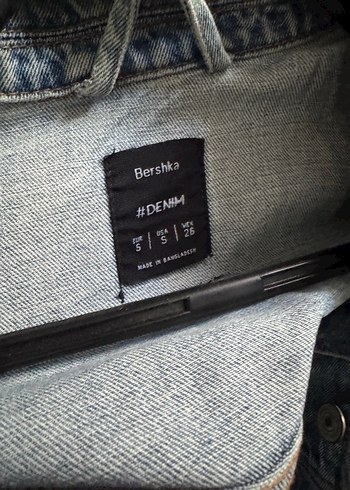 Bershka
#DENIM
EUR USA MEX
S | S | 26
MADE IN BANGLADESH